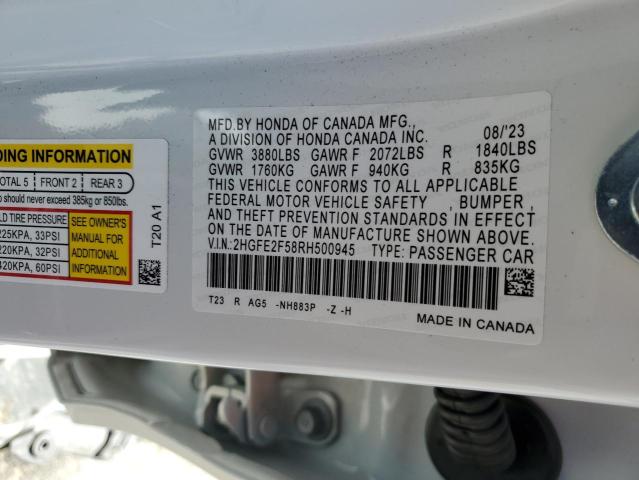 DING INFORMATION
OTAL 5 FRONT 2 REAR 3
should never exceed 385kg or 850lbs.
LD TIRE PRESSURE
225KPA, 33PSI
220KPA, 32PSI
420KPA, 60PSI
SEE OWNER'S
MANUAL FOR
ADDITIONAL
INFORMATION
T20 A1
MFD.BY HONDA OF CANADA MFG., 08/'23
A DIVISION OF HONDA CANADA INC.
GVWR 3880LBS GAWR F 2072LBS R 1840LBS
GVWR 1760KG GAWR F 940KG R 835KG
THIS VEHICLE CONFORMS TO ALL APPLICABLE
FEDERAL MOTOR VEHICLE SAFETY , BUMPER ,
AND THEFT PREVENTION STANDARDS IN EFFECT
ON THE DATE OF MANUFACTURE SHOWN ABOVE.
V.I.N.:2HGFE2F58RH500945 TYPE: PASSENGER CAR
T23 R AG5 -NH883P -Z -H
MADE IN CANADA